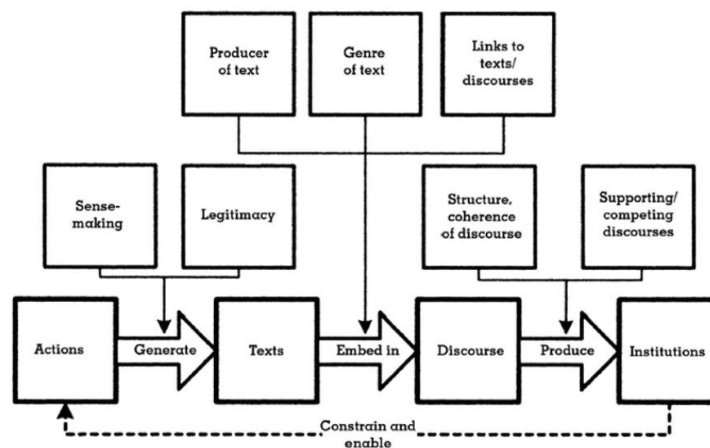 Producer
of text
Genre
of text
Links to
texts/
discourses
Sense-
making
Legitimacy
Structure,
coherence
of discourse
Supporting/
competing
discourses
Actions
Generate
Texts
Embed in
Discourse
Produce
Institutions
Constrain and
enable